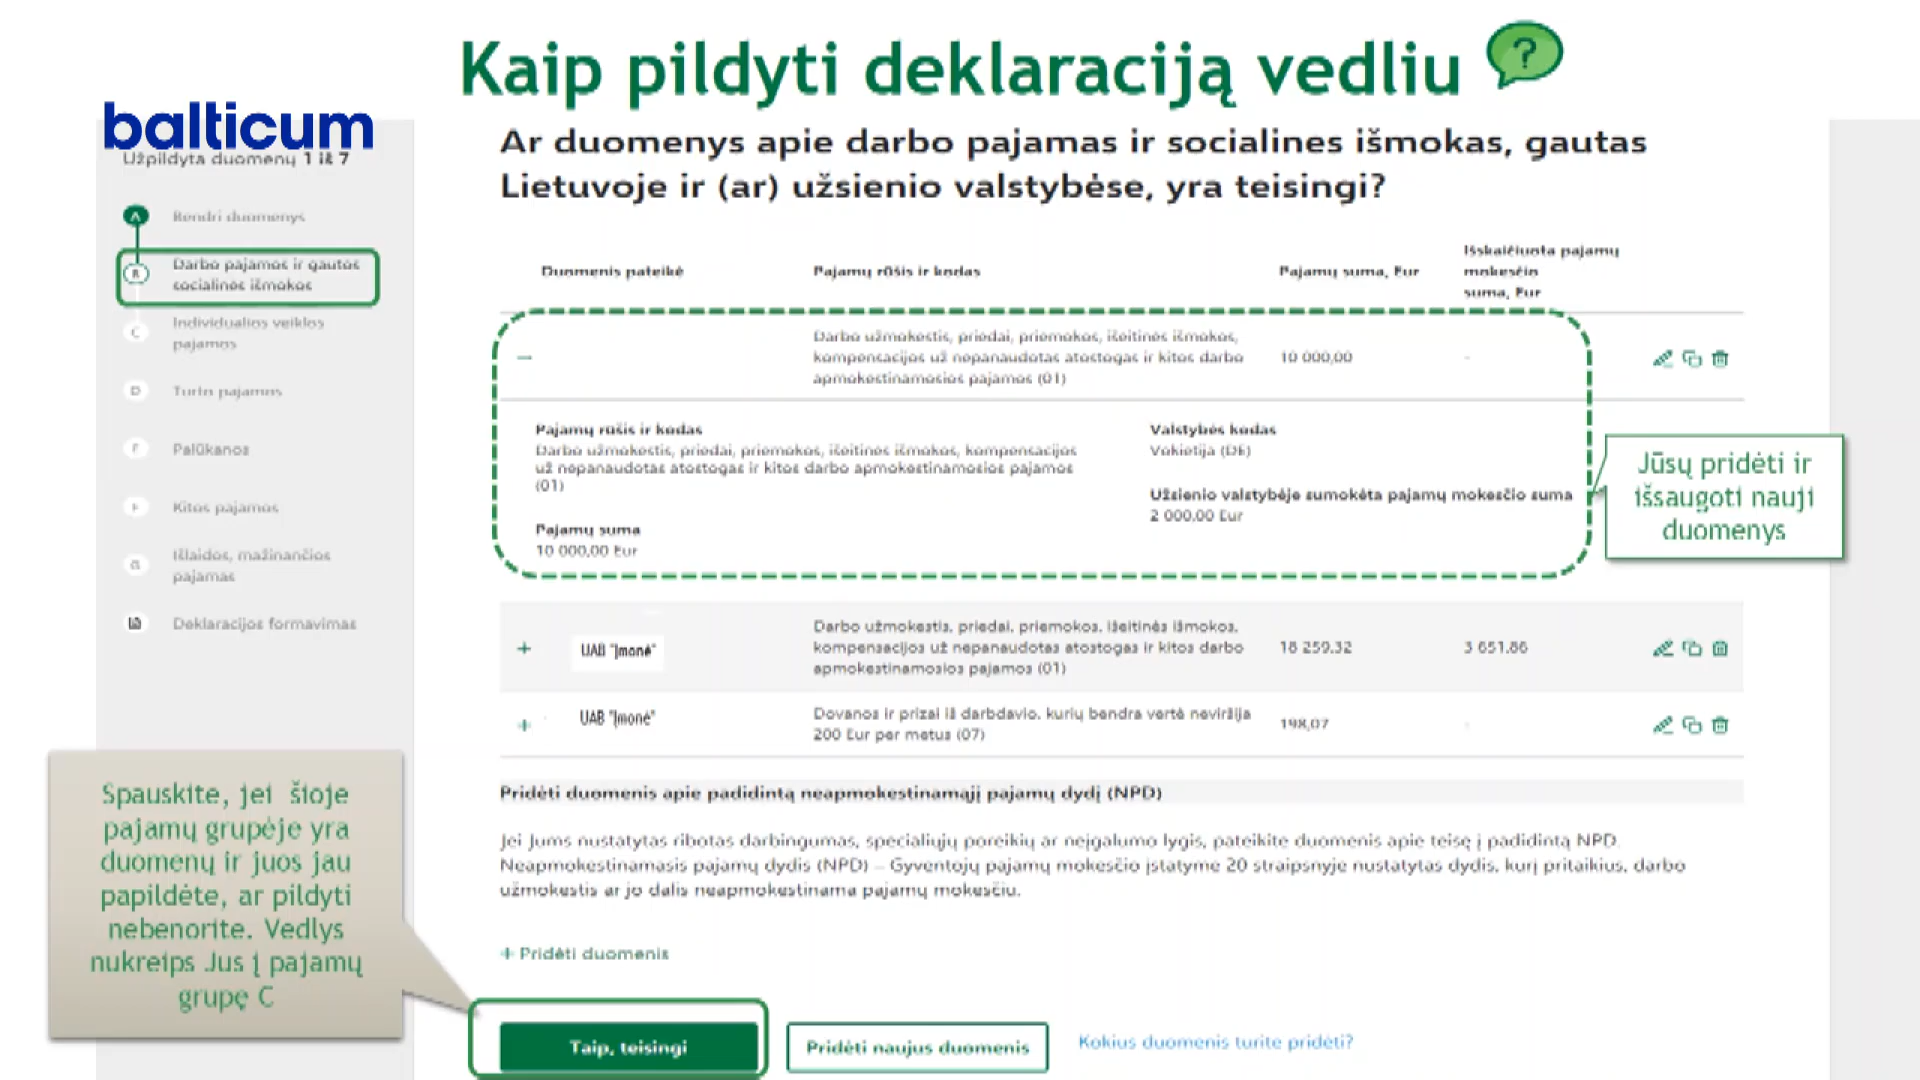 Kaip pildyti deklaraciją vedliu
?
balticum
Užpildyta duomenų 1 iš 7
Ar duomenys apie darbo pajamas ir socialines išmokas, gautas
Lietuvoje ir (ar) užsienio valstybėse, yra teisingi?
A
Bendri duomenys
B
Darbo pajamos ir gautos
socialinės išmokos
C
Individualios veiklos
pajamos
D
Turto pajamos
Palūkanos
Kitos pajamos
G
Išlaidos, mažinančios
pajamas
Deklaracijos formavimas
Duomenis pateikė
Pajamų rūšis ir kodas
Pajamų suma, Eur
Išskaičiuota pajamų
mokesčio
suma, Eur
Darbo užmokestis, priedai, priemokos, išeitinės išmokos,
kompensacijos už nepanaudotas atostogas ir kitos darbo
apmokestinamosios pajamos (01)
10 000,00
-
Pajamų rūšis ir kodas
Darbo užmokestis, priedai, priemokos, išeitinės išmokos, kompensacijos
už nepanaudotas atostogas ir kitos darbo apmokestinamosios pajamos
(01)
Pajamų suma
10 000,00 Eur
Valstybės kodas
Vokietija (DE)
Užsienio valstybėje sumokėta pajamų mokesčio suma
2 000,00 Eur
Jūsų pridėti ir
išsaugoti nauji
duomenys
UAB "Įmonė"
Darbo užmokestis, priedai, priemokos, išeitinės išmokos,
kompensacijos už nepanaudotas atostogas ir kitos darbo
apmokestinamosios pajamos (01)
18 259,32
3 651,86
UAB "Įmonė"
Dovanos ir prizai iš darbdavio, kurių bendra vertė neviršija
200 Eur per metus (07)
198,07
-
Pridėti duomenis apie padidintą neapmokestinamąjį pajamų dydį (NPD)
Jei Jums nustatytas ribotas darbingumas, specialiųjų poreikių ar neįgalumo lygis, pateikite duomenis apie teisę į padidintą NPD.
Neapmokestinamasis pajamų dydis (NPD) – Gyventojų pajamų mokesčio įstatyme 20 straipsnyje nustatytas dydis, kurį pritaikius, darbo
užmokestis ar jo dalis neapmokestinama pajamų mokesčiu.
+ Pridėti duomenis
Spauskite, jei šioje
pajamų grupėje yra
duomenų ir juos jau
papildėte, ar pildyti
nebenorite. Vedlys
nukreips Jus į pajamų
grupę C
Taip, teisingi
Pridėti naujus duomenis
Kokius duomenis turite pridėti?